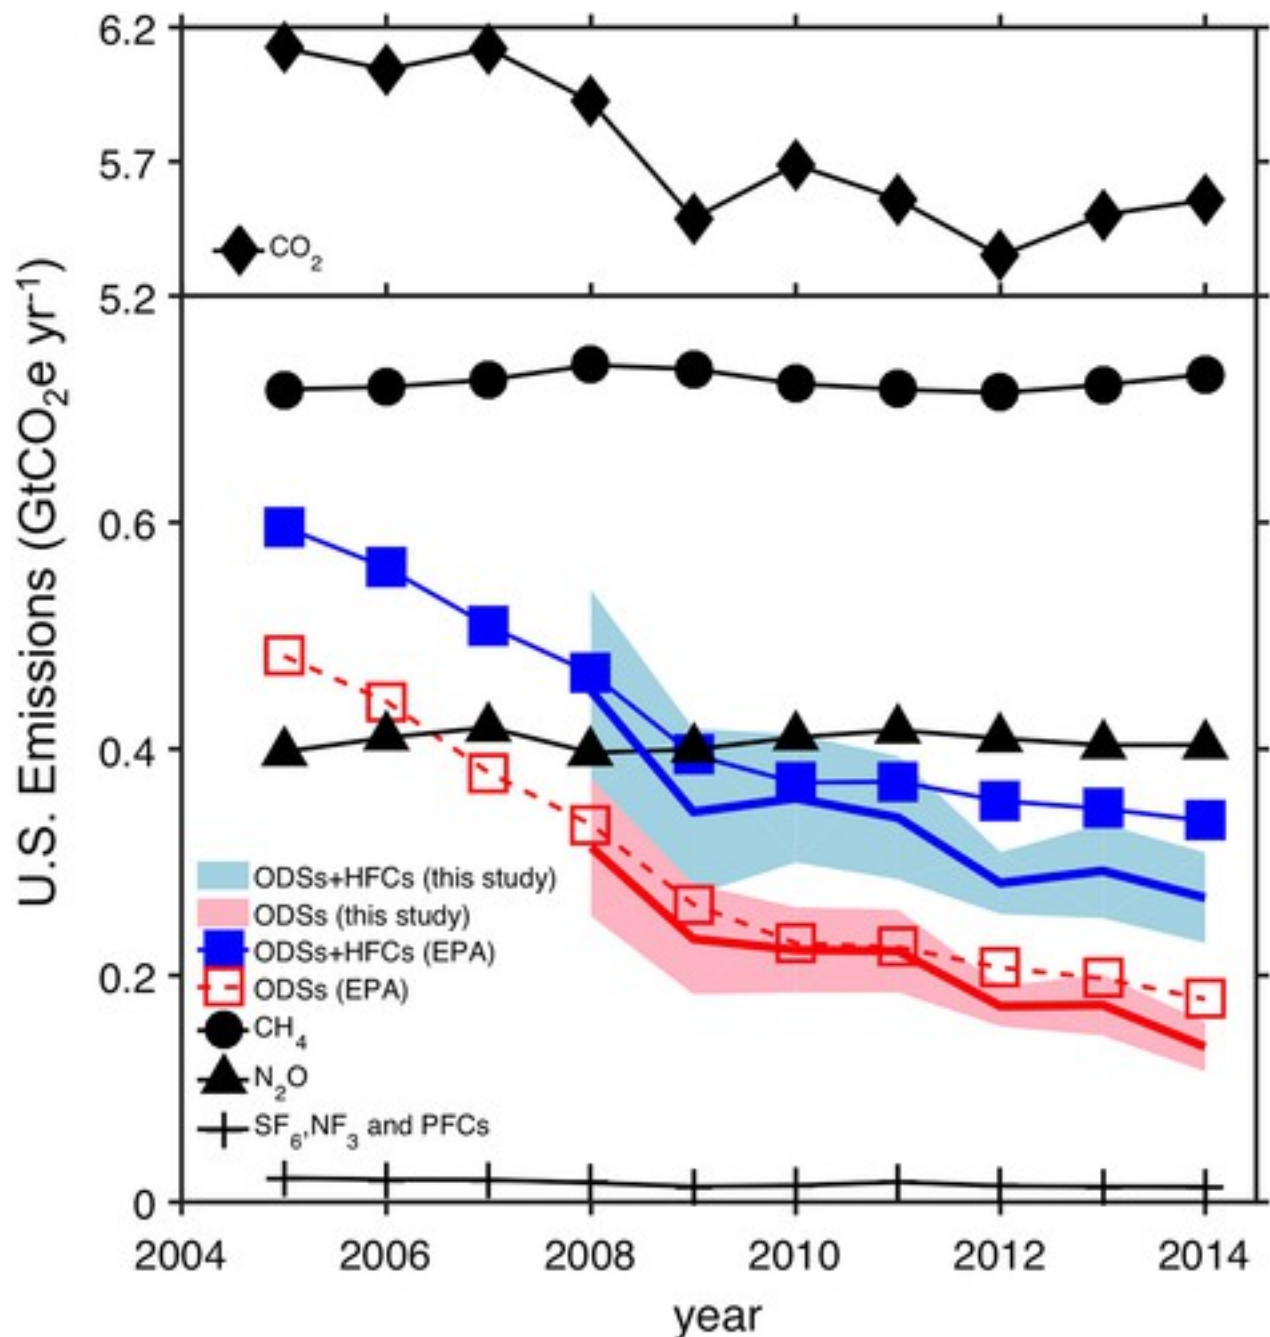 6.2
5.7
CO₂
5.2
U.S. Emissions (GtCO₂e yr⁻¹)
0.6
0.4
ODSs+HFCs (this study)
ODSs (this study)
ODSs+HFCs (EPA)
0.2
ODSs (EPA)
CH₄
N₂O
SF₆,NF₃ and PFCs
0
2004 2006 2008 2010 2012 2014
year